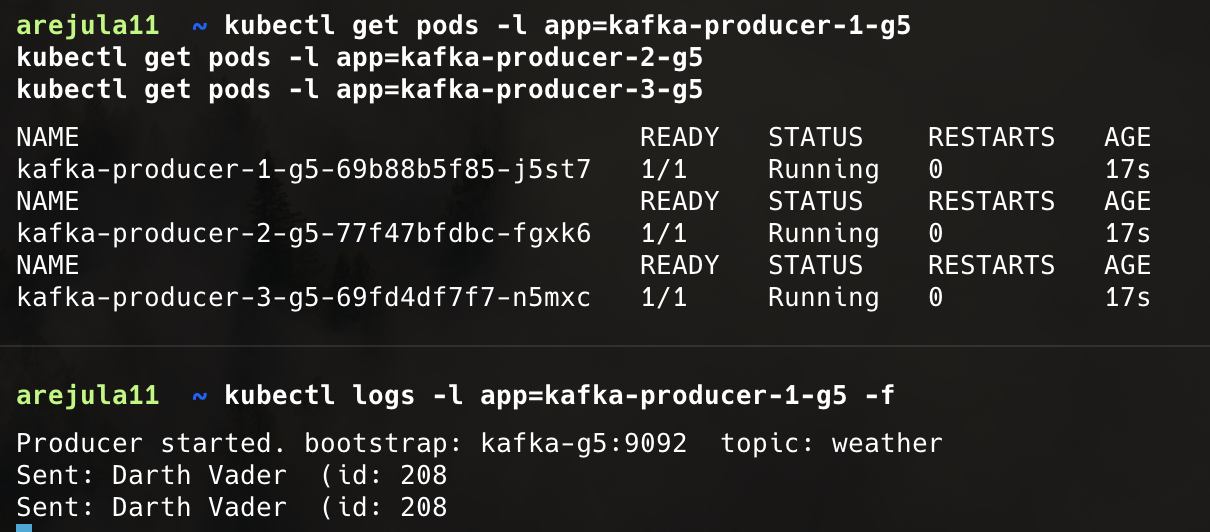 arejula11 ~ kubectl get pods -l app=kafka-producer-1-g5
kubectl get pods -l app=kafka-producer-2-g5
kubectl get pods -l app=kafka-producer-3-g5
NAME READY STATUS RESTARTS AGE
kafka-producer-1-g5-69b88b5f85-j5st7 1/1 Running 0 17s
NAME READY STATUS RESTARTS AGE
kafka-producer-2-g5-77f47bfdbc-fgxk6 1/1 Running 0 17s
NAME READY STATUS RESTARTS AGE
kafka-producer-3-g5-69fd4df7f7-n5mxc 1/1 Running 0 17s
arejula11 ~ kubectl logs -l app=kafka-producer-1-g5 -f
Producer started. bootstrap: kafka-g5:9092 topic: weather
Sent: Darth Vader (id: 208
Sent: Darth Vader (id: 208